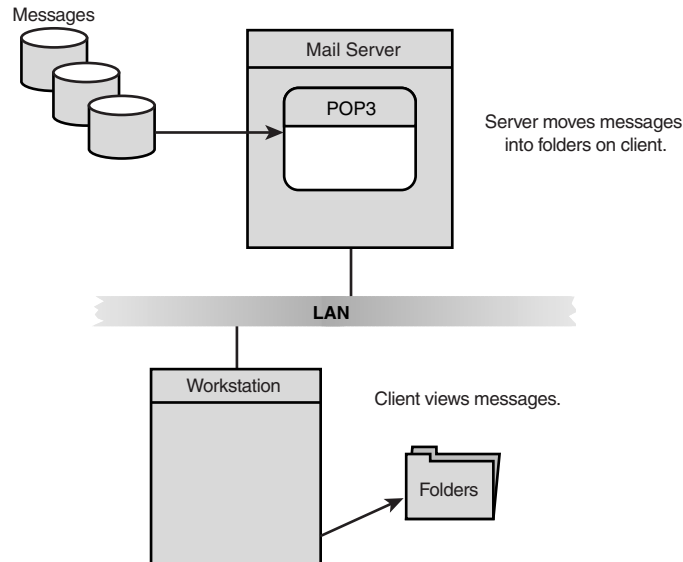 Messages
Mail Server
POP3
Server moves messages
into folders on client.
LAN
Workstation
Client views messages.
Folders